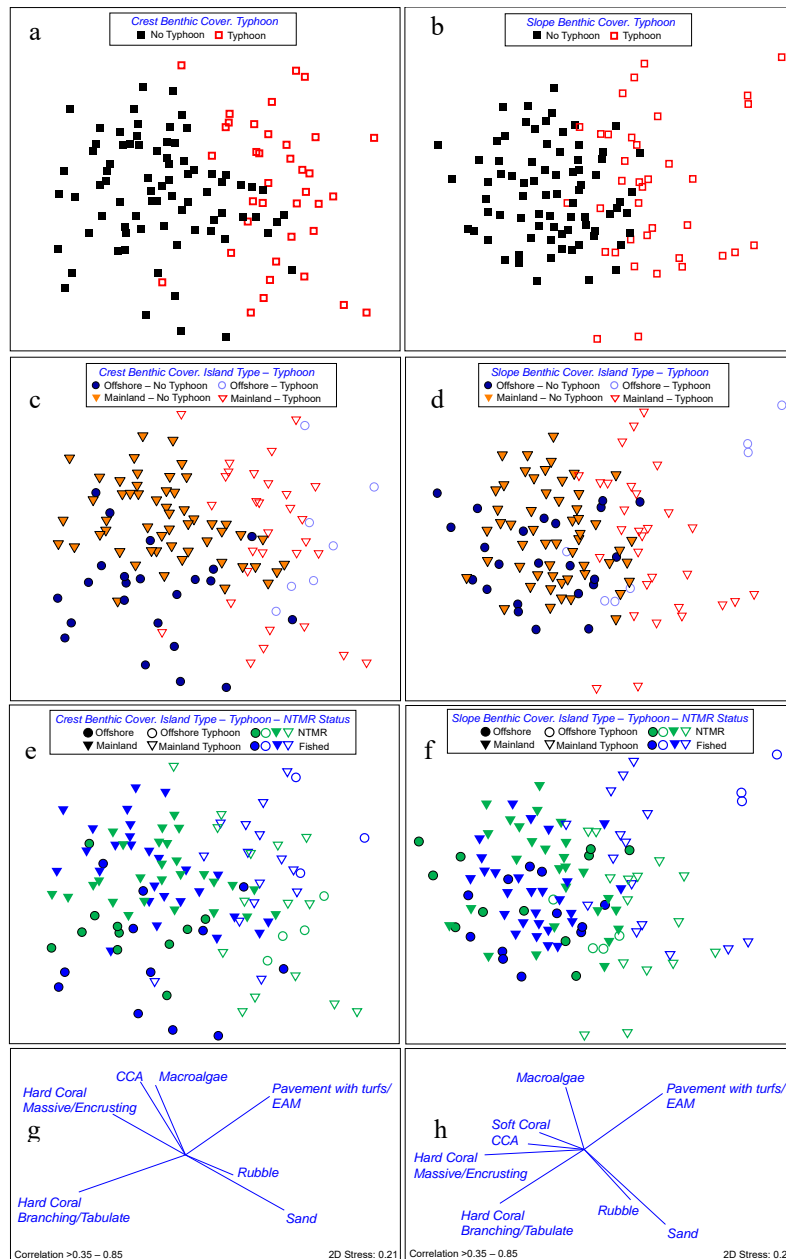 a
Crest Benthic Cover. Typhoon
No Typhoon Typhoon
b
Slope Benthic Cover. Typhoon
No Typhoon Typhoon
c
Crest Benthic Cover. Island Type – Typhoon
Offshore – No Typhoon Offshore – Typhoon
Mainland – No Typhoon Mainland – Typhoon
d
Slope Benthic Cover. Island Type – Typhoon
Offshore – No Typhoon Offshore – Typhoon
Mainland – No Typhoon Mainland – Typhoon
e
Crest Benthic Cover. Island Type – Typhoon – NTMR Status
Offshore Offshore Typhoon NTMR
Mainland Mainland Typhoon Fished
f
Slope Benthic Cover. Island Type – Typhoon – NTMR Status
Offshore Offshore Typhoon NTMR
Mainland Mainland Typhoon Fished
g
CCA Macroalgae
Hard Coral
Massive/Encrusting
Pavement with turfs/
EAM
Rubble
Hard Coral
Branching/Tabulate
Sand
Correlation >0.35 – 0.85 2D Stress: 0.21
h
Macroalgae
Pavement with turfs/
EAM
Soft Coral
CCA
Hard Coral
Massive/Encrusting
Hard Coral
Branching/Tabulate
Rubble
Sand
Correlation >0.35 – 0.85 2D Stress: